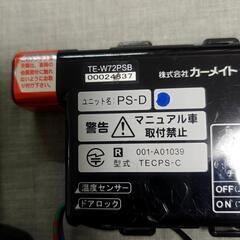 TE-W72PSB
00024837
株式会社 カーメイト
ユニット名 PS-D
警告 マニュアル車
取付禁止
R 001-A01039
型式 TECPS-C
温度センサー
ドアロック
OFF(
ON(